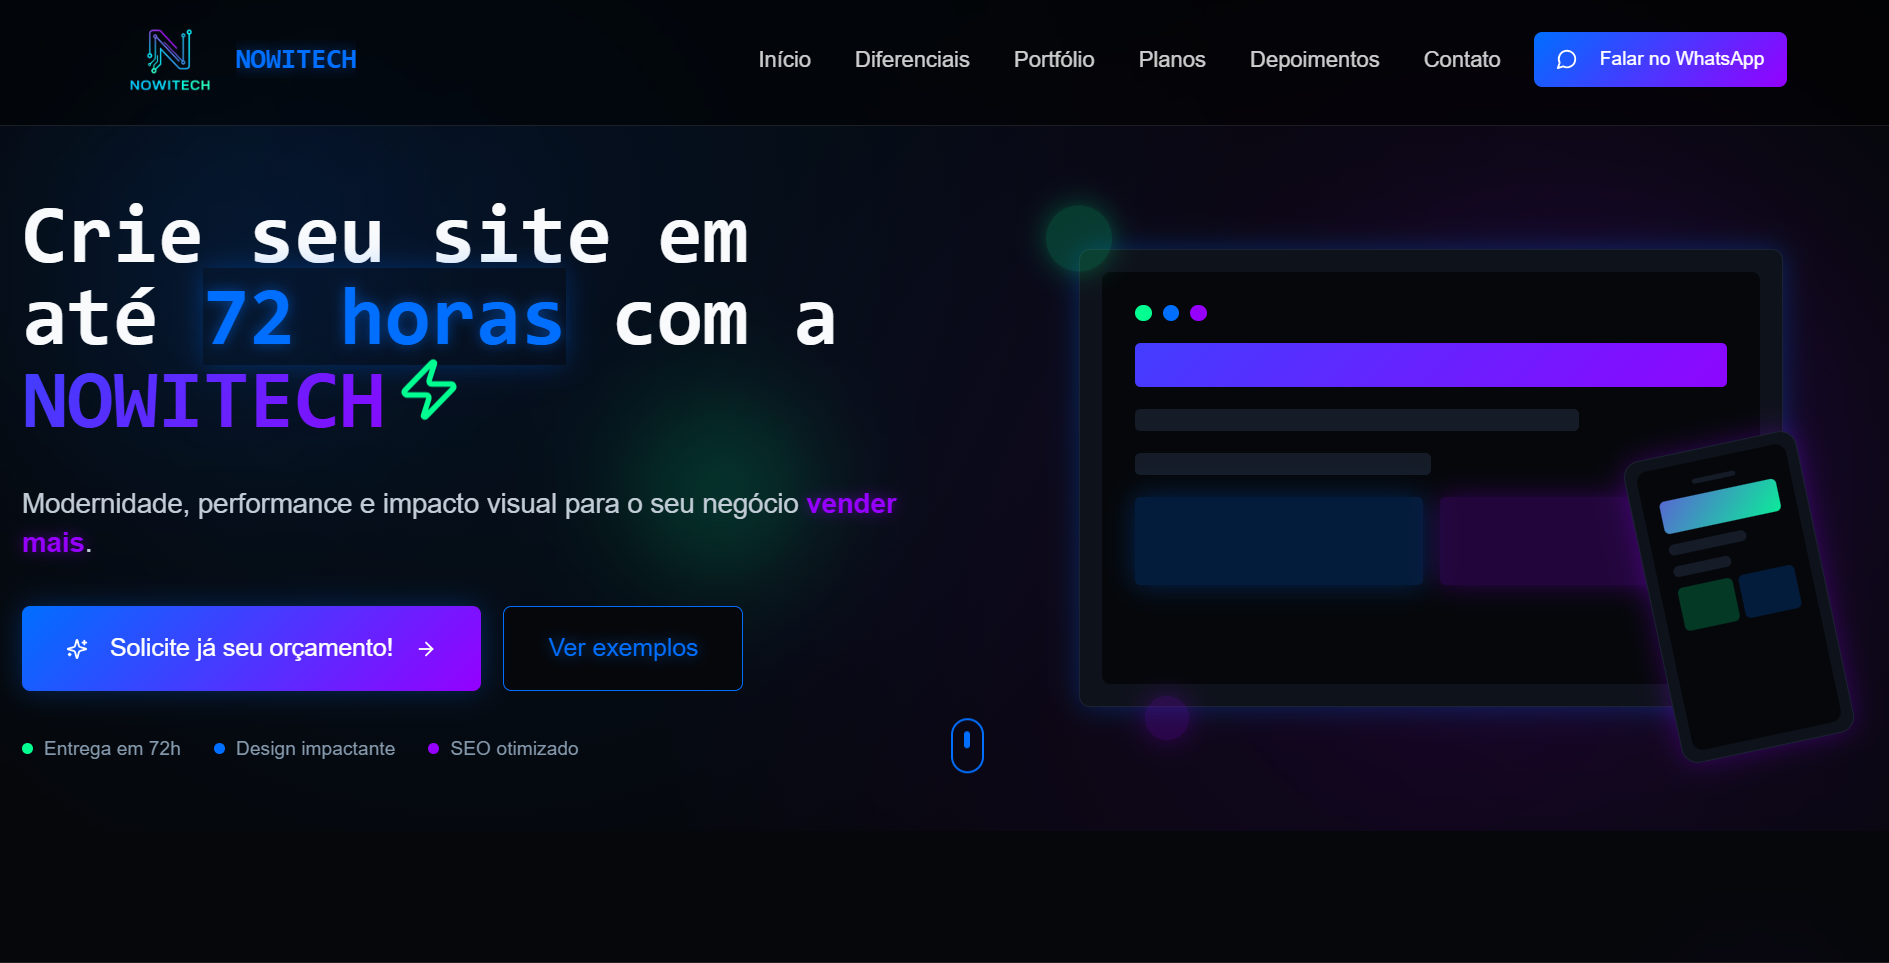 NOWITECH
NOWITECH
Início
Diferenciais
Portfólio
Planos
Depoimentos
Contato
Falar no WhatsApp
Crie seu site em
até 72 horas com a
NOWITECH
Modernidade, performance e impacto visual para o seu negócio vender
mais.
Solicite já seu orçamento!
Ver exemplos
Entrega em 72h
Design impactante
SEO otimizado